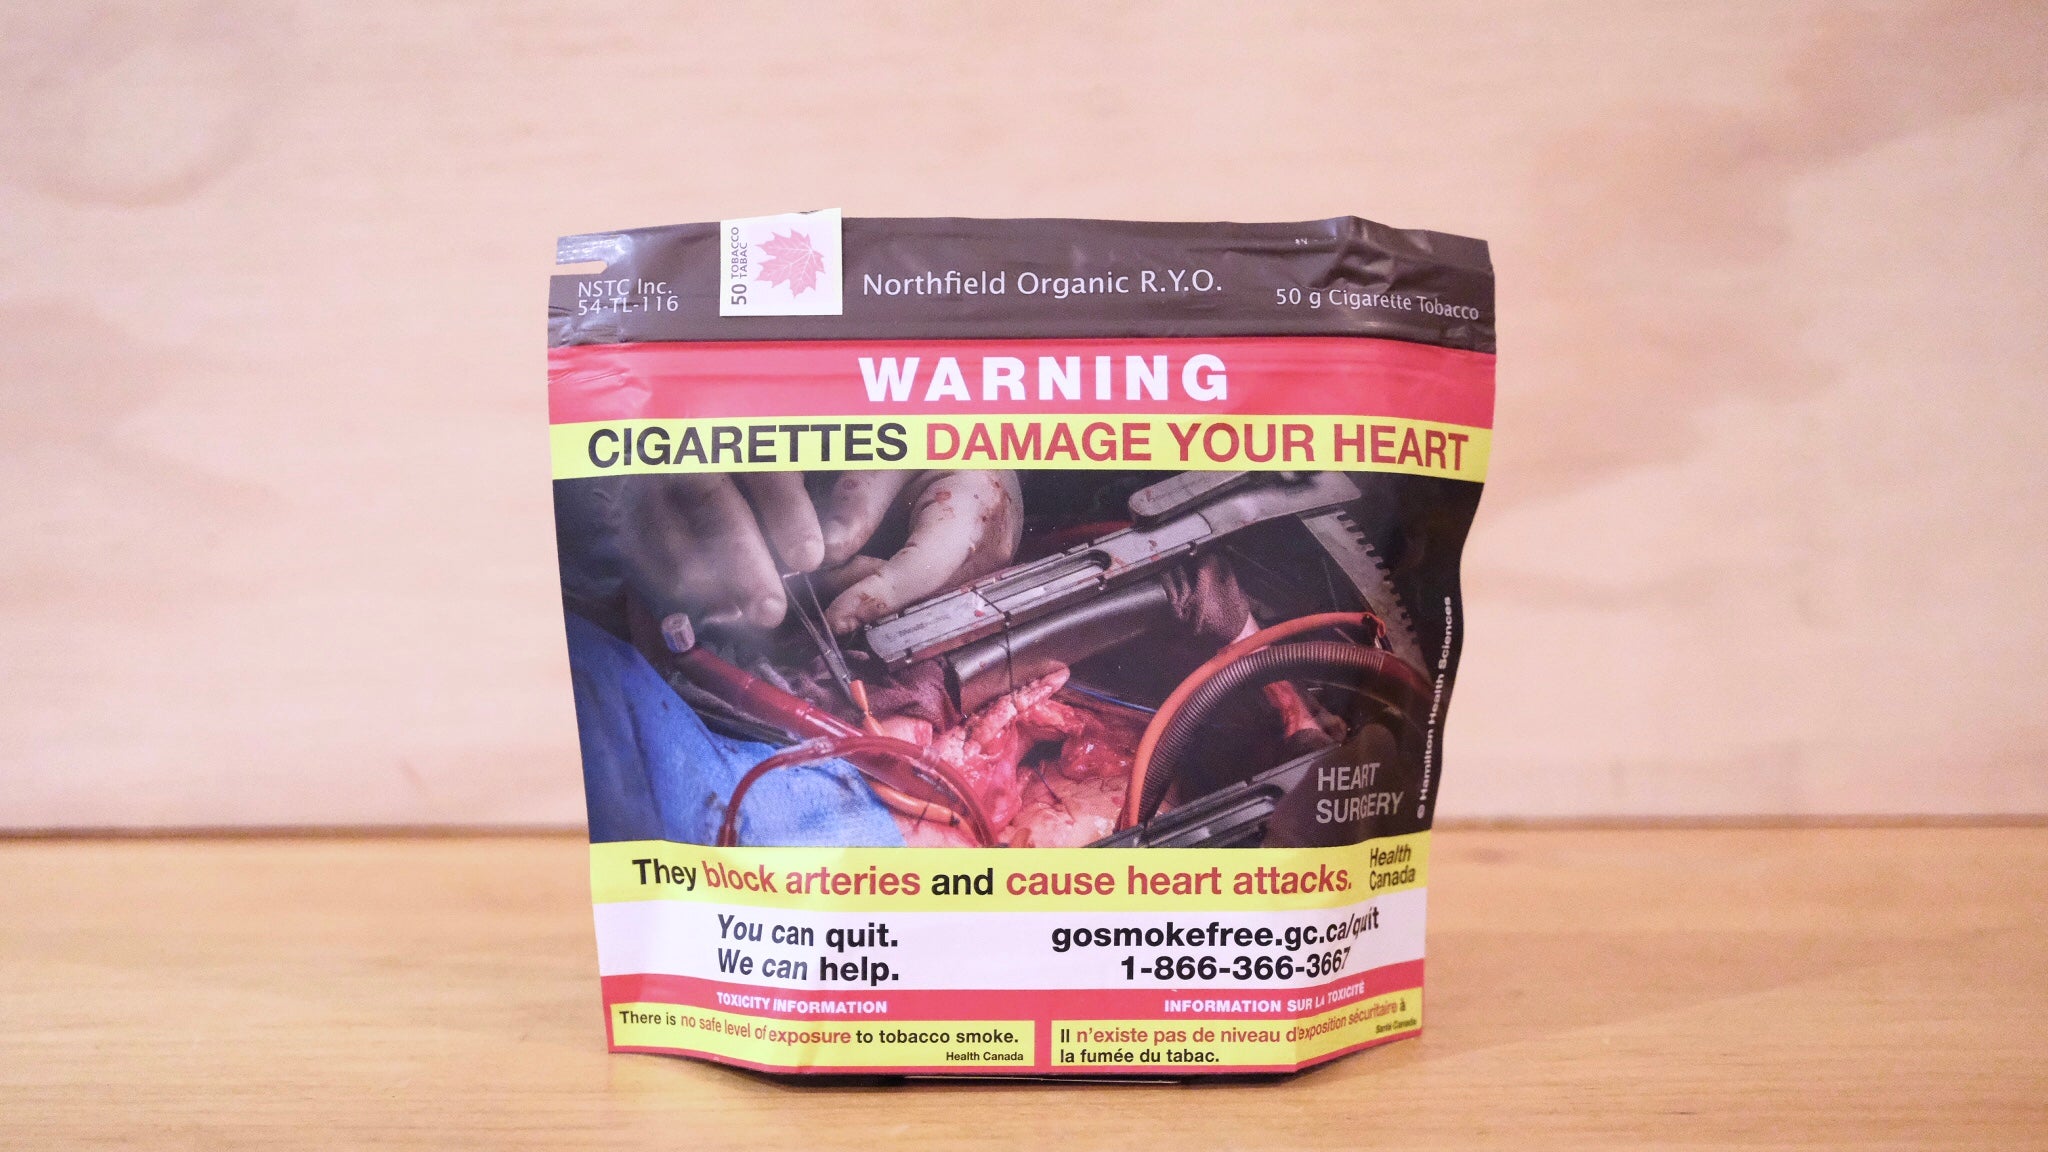 NSTC Inc.
54-TL-116
50 TOBACCO
TABAC
Northfield Organic R.Y.O.
50 g Cigarette Tobacco
WARNING
CIGARETTES DAMAGE YOUR HEART
HEART
SURGERY
© Hamilton Health Sciences
They block arteries and cause heart attacks.
Health
Canada
You can quit.
We can help.
gosmokefree.gc.ca/quit
1-866-366-3667
TOXICITY INFORMATION
There is no safe level of exposure to tobacco smoke.
Health Canada
INFORMATION SUR LA TOXICITÉ
Il n'existe pas de niveau d'exposition sécuritaire à
la fumée du tabac.
Santé Canada